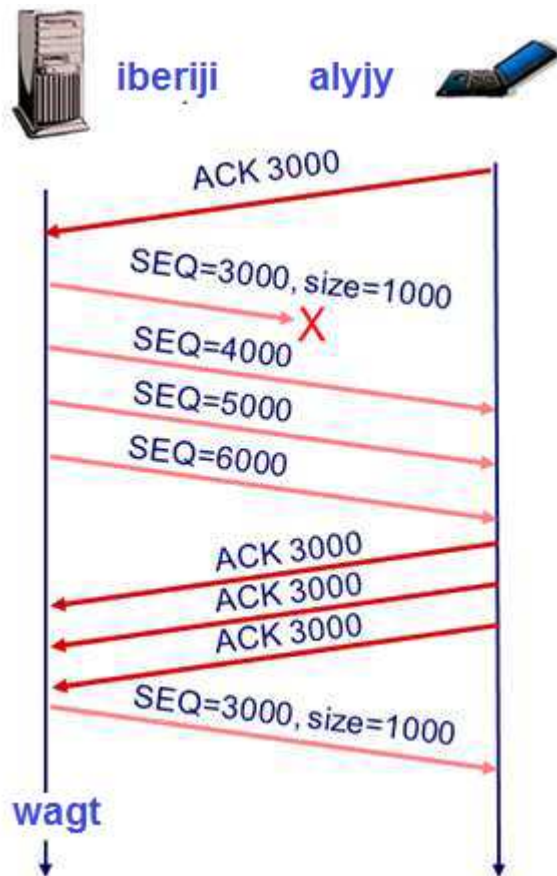 iberiji alyjy
ACK 3000
SEQ=3000, size=1000
X
SEQ=4000
SEQ=5000
SEQ=6000
ACK 3000
ACK 3000
ACK 3000
SEQ=3000, size=1000
wagt